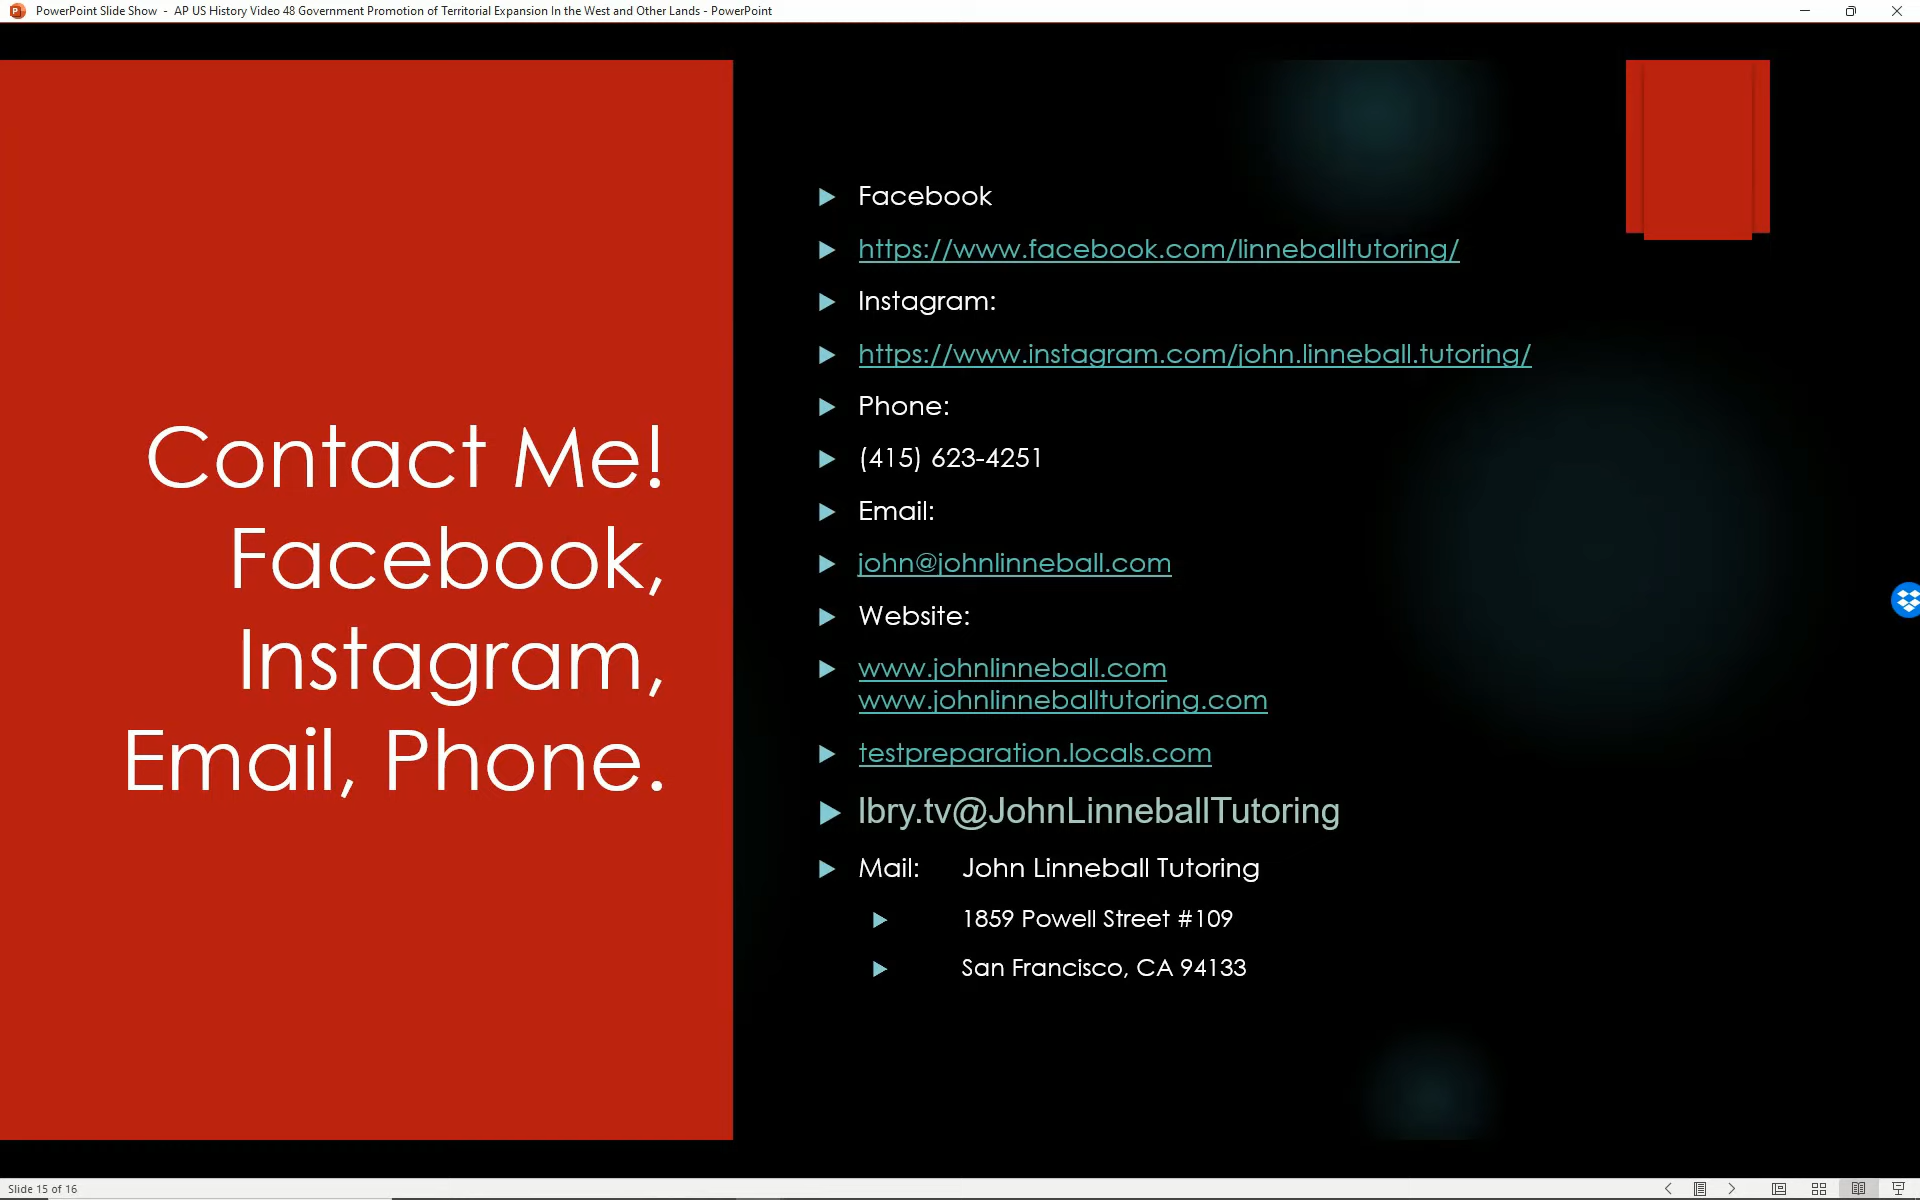 PowerPoint Slide Show - AP US History Video 48 Government Promotion of Territorial Expansion In the West and Other Lands - PowerPoint
Contact Me!
Facebook,
Instagram,
Email, Phone.
Facebook
https://www.facebook.com/linneballtutoring/
Instagram:
https://www.instagram.com/john.linneball.tutoring/
Phone:
(415) 623-4251
Email:
john@johnlinneball.com
Website:
www.johnlinneball.com
www.johnlinneballtutoring.com
testpreparation.locals.com
lbry.tv@JohnLinneballTutoring
Mail: John Linneball Tutoring
1859 Powell Street #109
San Francisco, CA 94133
Slide 15 of 16